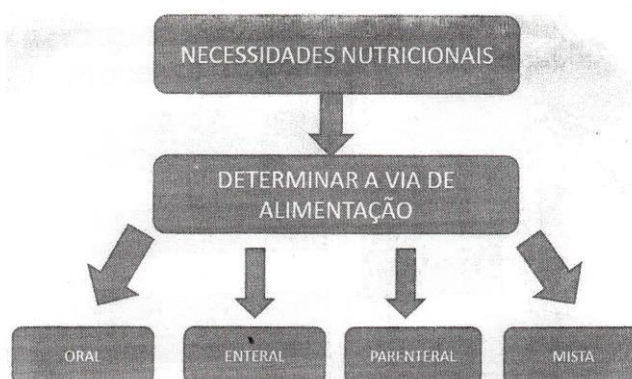 NECESSIDADES NUTRICIONAIS
DETERMINAR A VIA DE
ALIMENTAÇÃO
ORAL
ENTERAL
PARENTERAL
MISTA